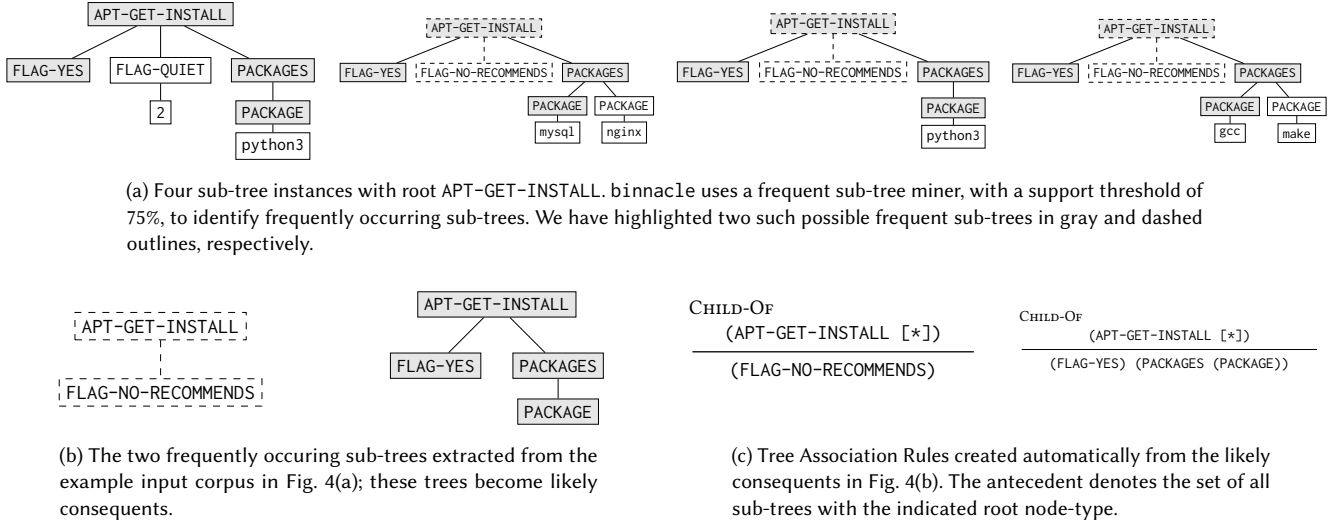 APT-GET-INSTALL
FLAG-YES FLAG-QUIET PACKAGES
2 PACKAGE
python3
APT-GET-INSTALL
FLAG-YES FLAG-NO-RECOMMENDS PACKAGES
PACKAGE PACKAGE
mysql nginx
APT-GET-INSTALL
FLAG-YES FLAG-NO-RECOMMENDS PACKAGES
PACKAGE
python3
APT-GET-INSTALL
FLAG-YES FLAG-NO-RECOMMENDS PACKAGES
PACKAGE PACKAGE
gcc make
(a) Four sub-tree instances with root APT-GET-INSTALL. binnacle uses a frequent sub-tree miner, with a support threshold of
75%, to identify frequently occurring sub-trees. We have highlighted two such possible frequent sub-trees in gray and dashed
outlines, respectively.
APT-GET-INSTALL
FLAG-NO-RECOMMENDS
APT-GET-INSTALL
FLAG-YES PACKAGES
PACKAGE
(b) The two frequently occuring sub-trees extracted from the
example input corpus in Fig. 4(a); these trees become likely
consequents.
Child-Of
(APT-GET-INSTALL [*])
(FLAG-NO-RECOMMENDS)
Child-Of
(APT-GET-INSTALL [*])
(FLAG-YES) (PACKAGES (PACKAGE))
(c) Tree Association Rules created automatically from the likely
consequents in Fig. 4(b). The antecedent denotes the set of all
sub-trees with the indicated root node-type.